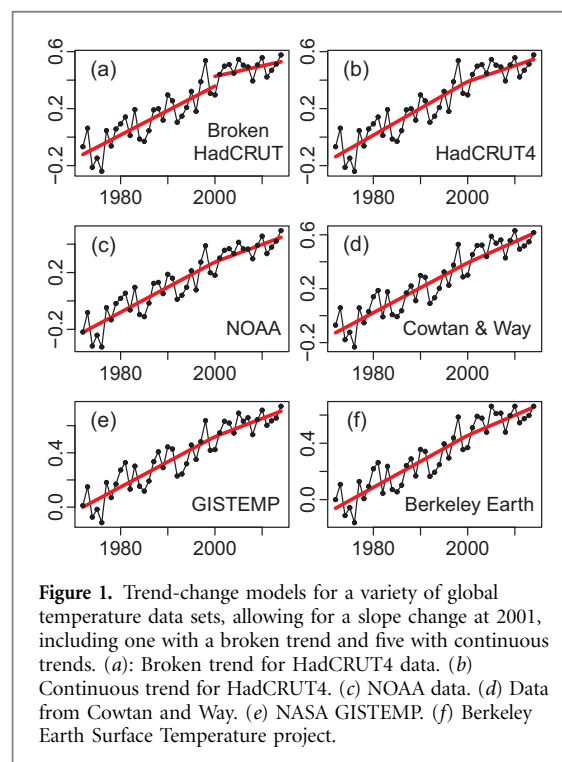 0.6
0.2
−0.2
(a)
Broken
HadCRUT
1980
2000
0.6
0.2
−0.2
(b)
HadCRUT4
1980
2000
0.2
−0.2
(c)
NOAA
1980
2000
0.6
0.2
−0.2
(d)
Cowtan & Way
1980
2000
0.4
0.0
(e)
GISTEMP
1980
2000
0.4
0.0
(f)
Berkeley Earth
1980
2000
Figure 1. Trend-change models for a variety of global
temperature data sets, allowing for a slope change at 2001,
including one with a broken trend and five with continuous
trends. (a): Broken trend for HadCRUT4 data. (b)
Continuous trend for HadCRUT4. (c) NOAA data. (d) Data
from Cowtan and Way. (e) NASA GISTEMP. (f) Berkeley
Earth Surface Temperature project.